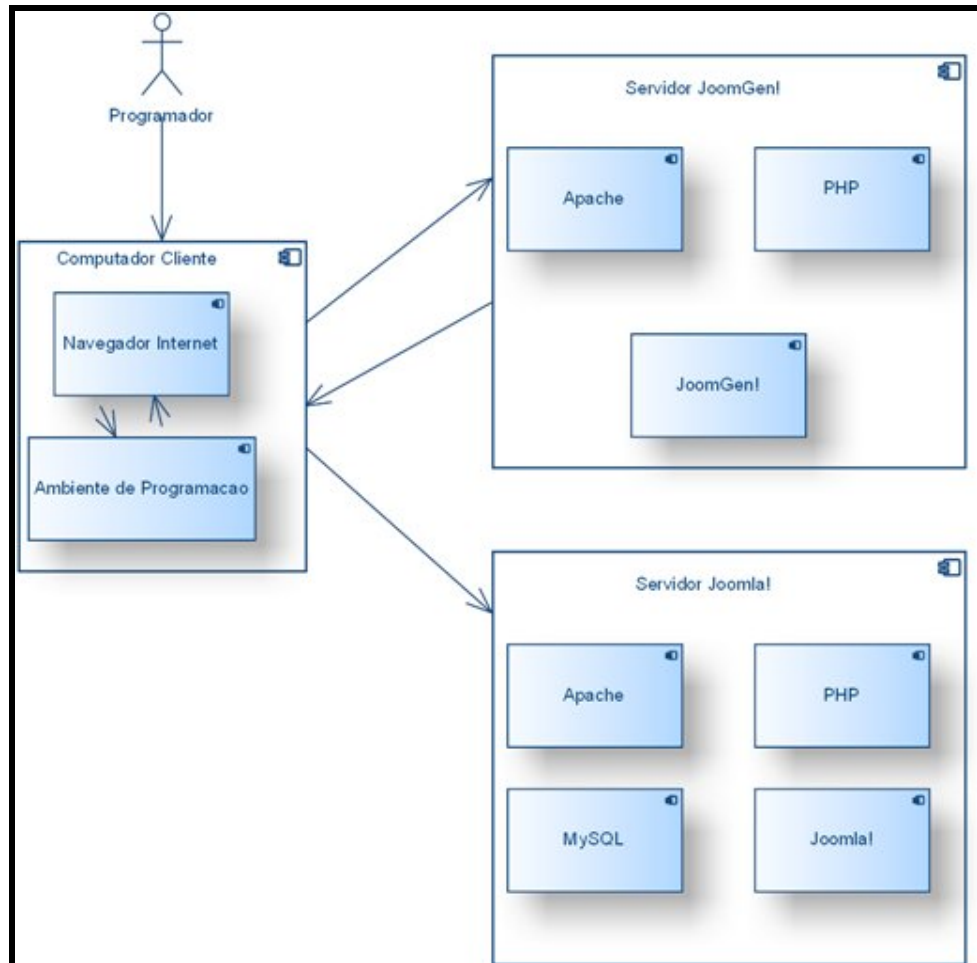 Programador
Computador Cliente
Navegador Internet
Ambiente de Programacao
Servidor JoomGen!
Apache
PHP
JoomGen!
Servidor Joomla!
Apache
PHP
MySQL
Joomla!